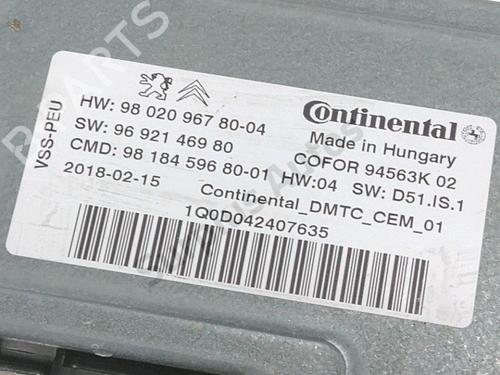 VSS-PEU
HW: 98 020 967 80-04
SW: 96 921 469 80
CMD: 98 184 596 80-01
2018-02-15
Continental
Made in Hungary
COFOR 94563K 02
HW:04 SW: D51.IS.1
Continental_DMTC_CEM_01
1Q0D042407635